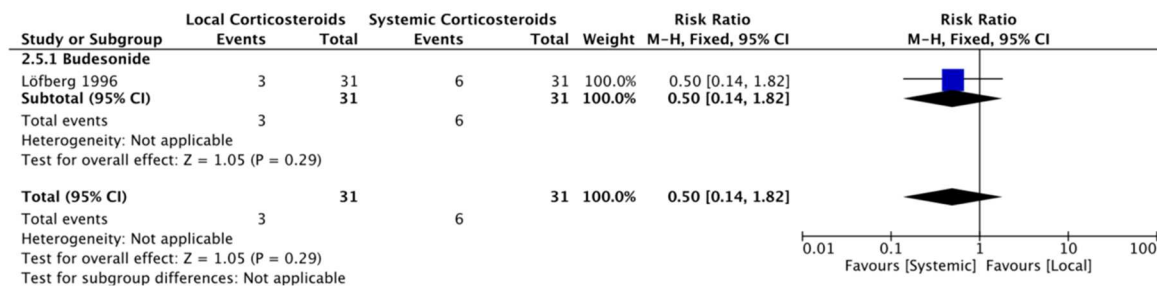 Local Corticosteroids Systemic Corticosteroids Risk Ratio Risk Ratio
Study or Subgroup Events Total Events Total Weight M-H, Fixed, 95% CI M-H, Fixed, 95% CI
2.5.1 Budesonide
Löfberg 1996 3 31 6 31 100.0% 0.50 [0.14, 1.82]
Subtotal (95% CI) 31 31 100.0% 0.50 [0.14, 1.82]
Total events 3 6
Heterogeneity: Not applicable
Test for overall effect: Z = 1.05 (P = 0.29)
Total (95% CI) 31 31 100.0% 0.50 [0.14, 1.82]
Total events 3 6
Heterogeneity: Not applicable
Test for overall effect: Z = 1.05 (P = 0.29)
Test for subgroup differences: Not applicable
0.01 0.1 1 10 100
Favours [Systemic] Favours [Local]